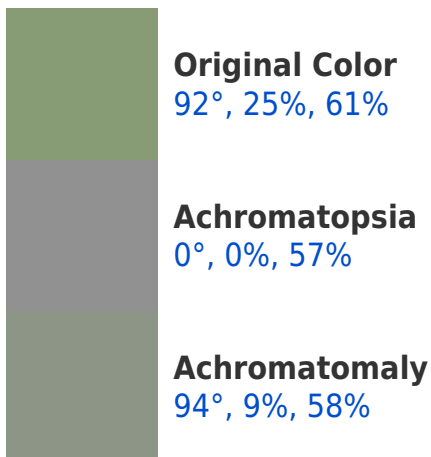 Original Color
92°, 25%, 61%
Achromatopsia
0°, 0%, 57%
Achromatomaly
94°, 9%, 58%